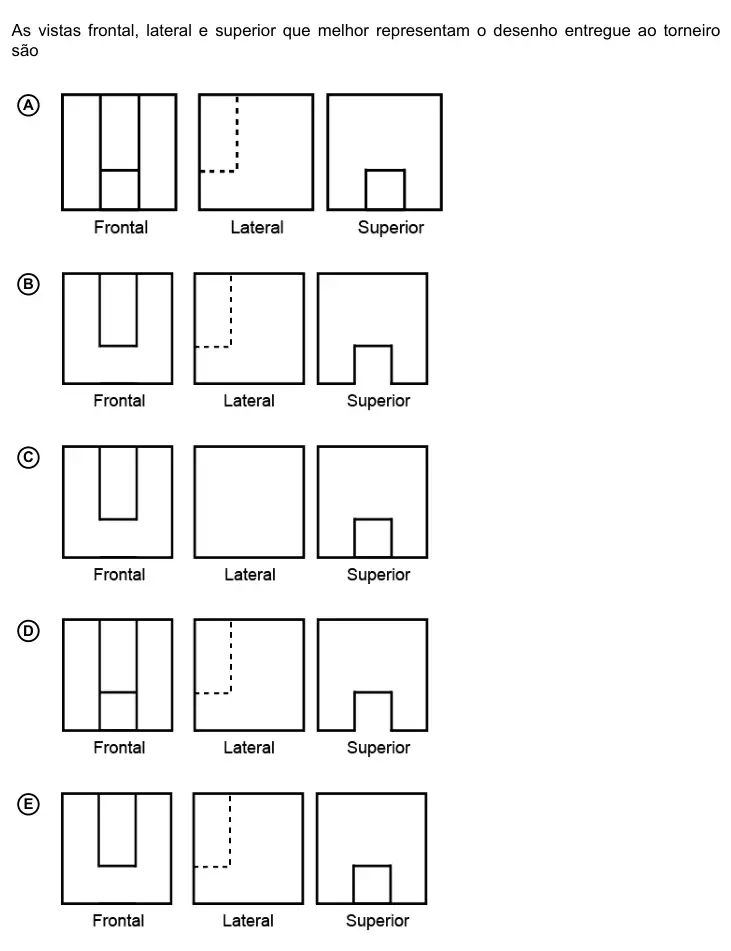 As vistas frontal, lateral e superior que melhor representam o desenho entregue ao torneiro
são
A
Frontal Lateral Superior
B
Frontal Lateral Superior
C
Frontal Lateral Superior
D
Frontal Lateral Superior
E
Frontal Lateral Superior